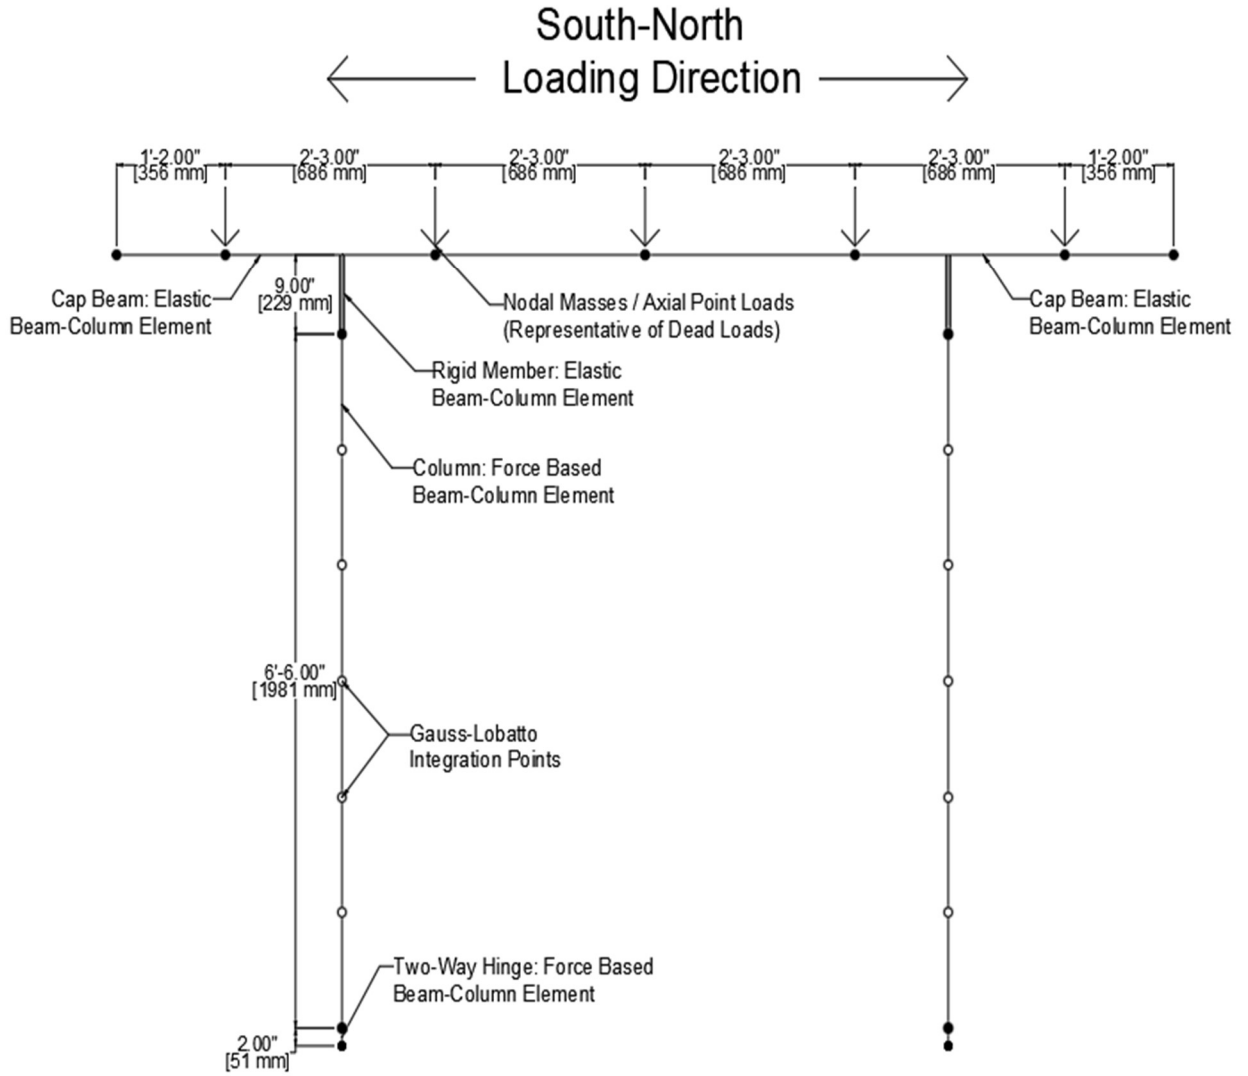 South-North
Loading Direction
1'-2.00"
[356 mm]
2'-3.00"
[686 mm]
2'-3.00"
[686 mm]
2'-3.00"
[686 mm]
2'-3.00"
[686 mm]
1'-2.00"
[356 mm]
9.00"
[229 mm]
Cap Beam: Elastic
Beam-Column Element
Nodal Masses / Axial Point Loads
(Representative of Dead Loads)
Cap Beam: Elastic
Beam-Column Element
Rigid Member: Elastic
Beam-Column Element
Column: Force Based
Beam-Column Element
6'-6.00"
[1981 mm]
Gauss-Lobatto
Integration Points
Two-Way Hinge: Force Based
Beam-Column Element
2.00"
[51 mm]